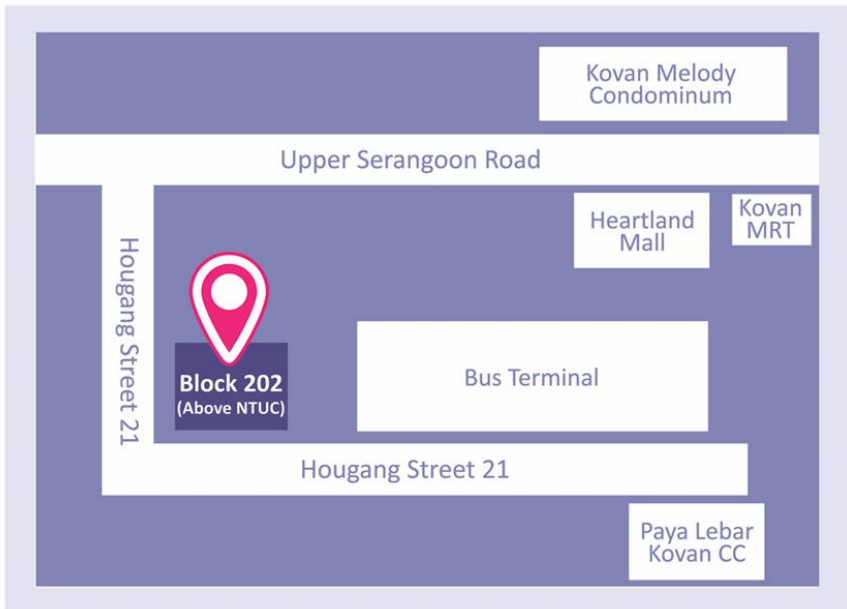 Kovan Melody
Condominum
Upper Serangoon Road
Heartland
Mall
Kovan
MRT
Hougang Street 21
Block 202
(Above NTUC)
Bus Terminal
Hougang Street 21
Paya Lebar
Kovan CC